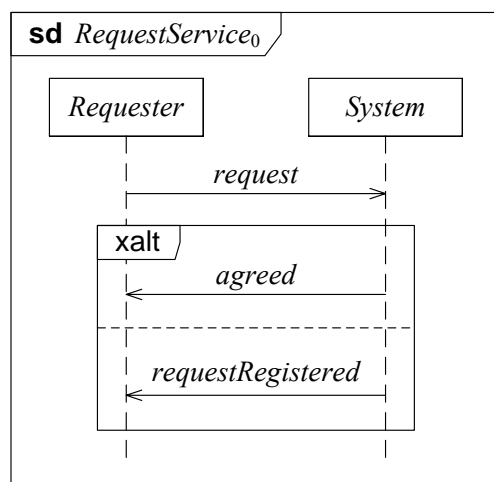 sd RequestService₀
Requester System
request
xalt
agreed
requestRegistered